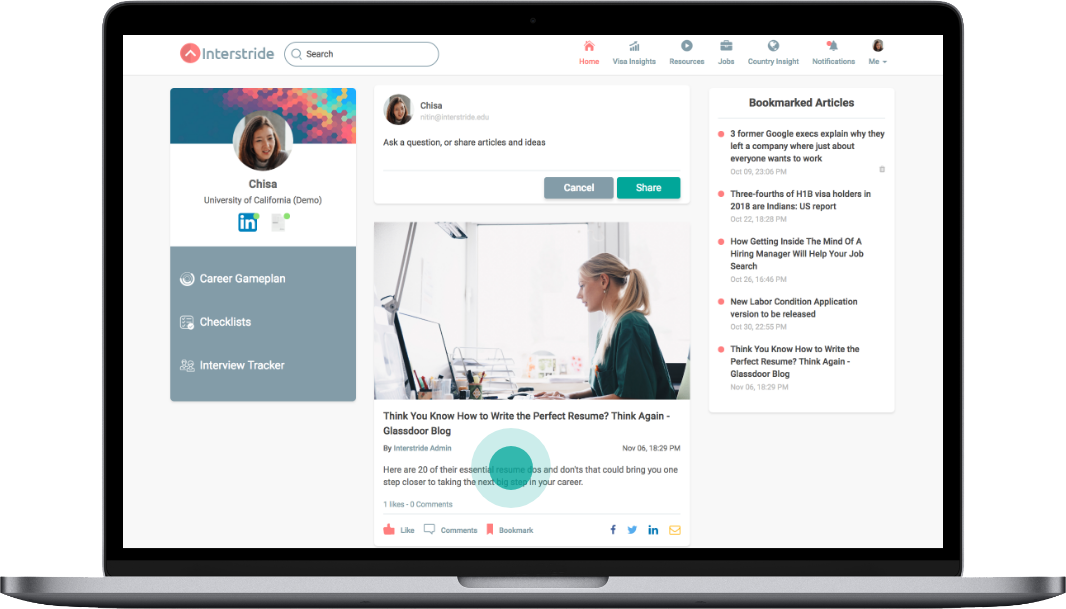 Interstride
Search
Home
Visa Insights
Resources
Jobs
Country Insight
Notifications
Me
Chisa
University of California (Demo)
in
Career Gameplan
Checklists
Interview Tracker
Chisa
nitin@interstride.edu
Ask a question, or share articles and ideas
Cancel
Share
Think You Know How to Write the Perfect Resume? Think Again -
Glassdoor Blog
By Interstride Admin
Nov 06, 18:29 PM
Here are 20 of their essential resume dos and don'ts that could bring you one
step closer to taking the next big step in your career.
1 likes - 0 Comments
Like
Comments
Bookmark
f
in
Bookmarked Articles
3 former Google execs explain why they
left a company where just about
everyone wants to work
Oct 09, 23:06 PM
Three-fourths of H1B visa holders in
2018 are Indians: US report
Oct 22, 18:28 PM
How Getting Inside The Mind Of A
Hiring Manager Will Help Your Job
Search
Oct 26, 16:46 PM
New Labor Condition Application
version to be released
Oct 30, 22:55 PM
Think You Know How to Write the
Perfect Resume? Think Again -
Glassdoor Blog
Nov 06, 18:29 PM